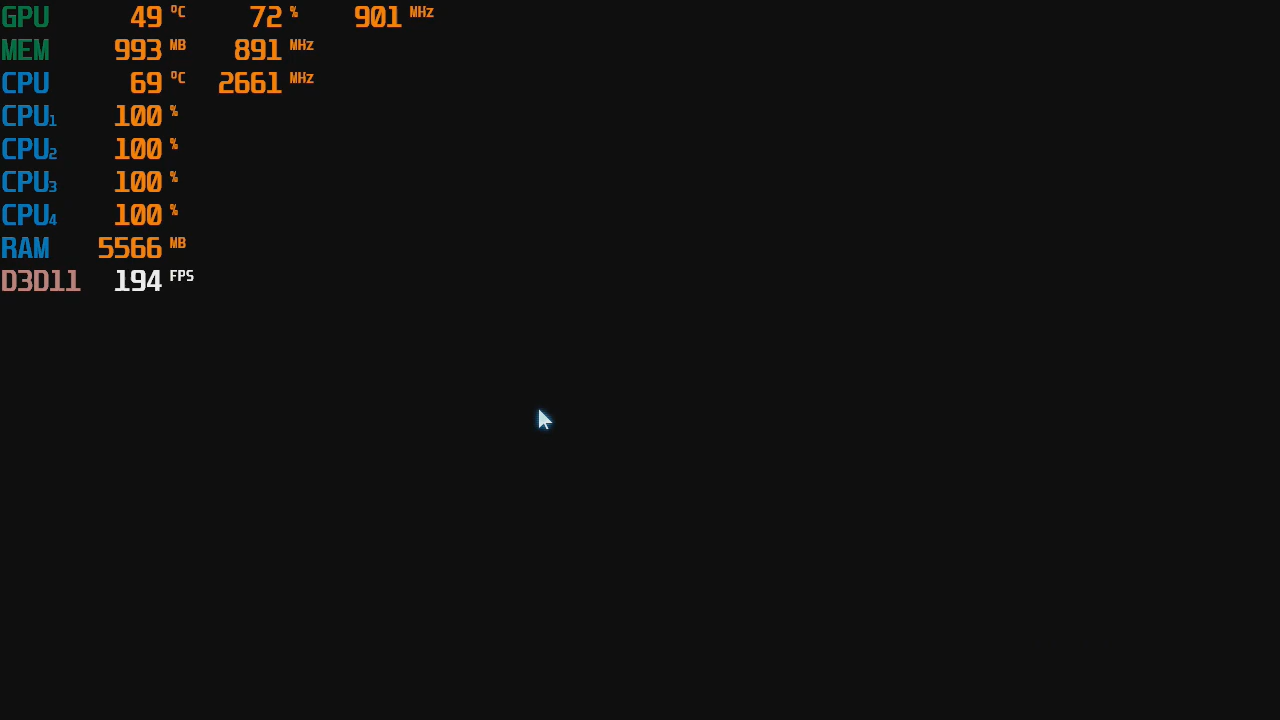 GPU 49 °C 72 % 901 MHz
MEM 993 MB 891 MHz
CPU 69 °C 2661 MHz
CPU1 100 %
CPU2 100 %
CPU3 100 %
CPU4 100 %
RAM 5566 MB
D3D11 194 FPS